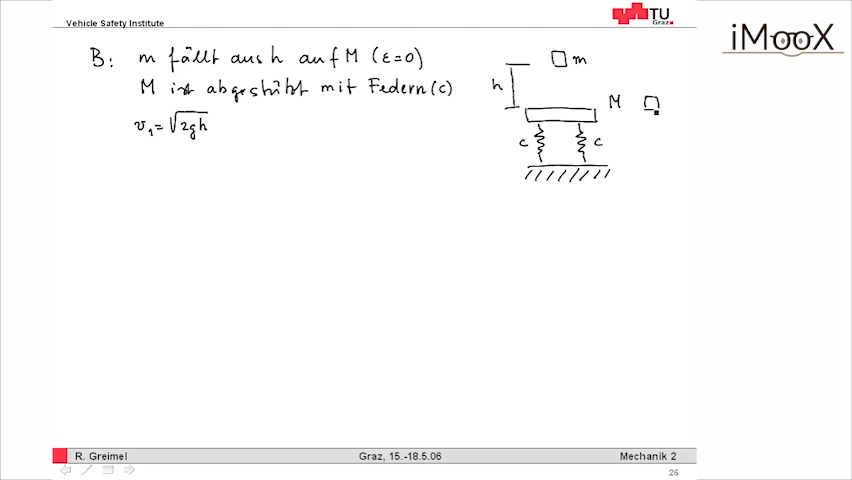 Vehicle Safety Institute
TU
Graz
iMooX
B: m fällt aus h auf M (ε=0)
M ist abgestützt mit Federn (c)
v₁ = √2gh
m
h
M
c
c
R. Greimel
Graz, 15.-18.5.06
Mechanik 2
26